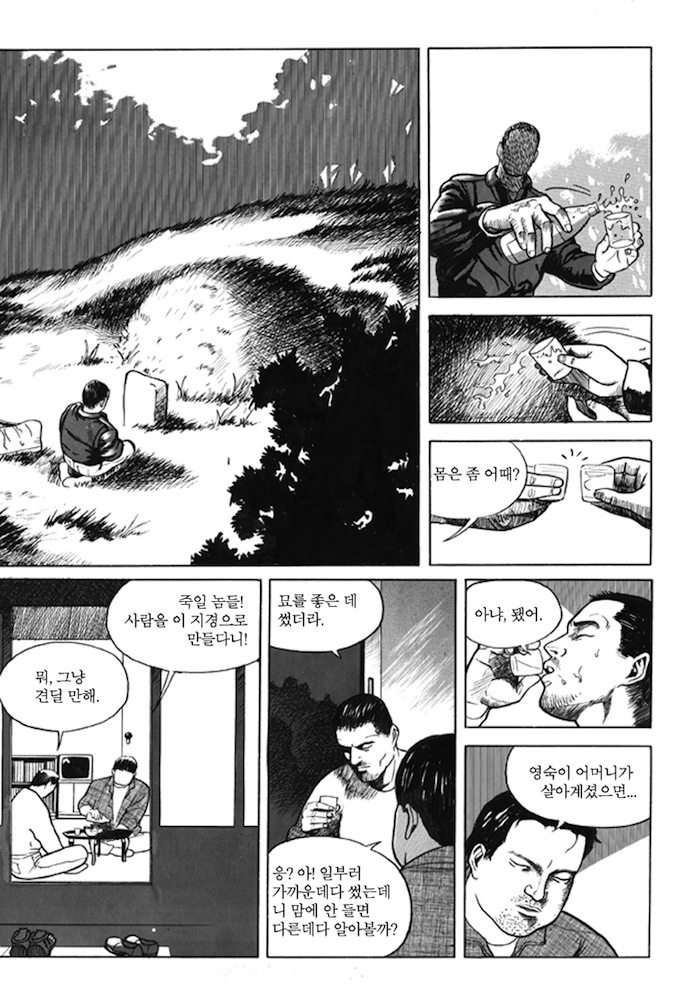 몸은 좀 어때?
뭐, 그냥
견딜 만해.
죽일 놈들!
사람을 이 지경으로
만들다니!
묘를 좋은 데
썼더라.
응? 아! 일부러
가까운데다 썼는데
니 맘에 안 들면
다른데다 알아볼까?
아냐, 됐어.
영숙이 어머니가
살아계셨으면...